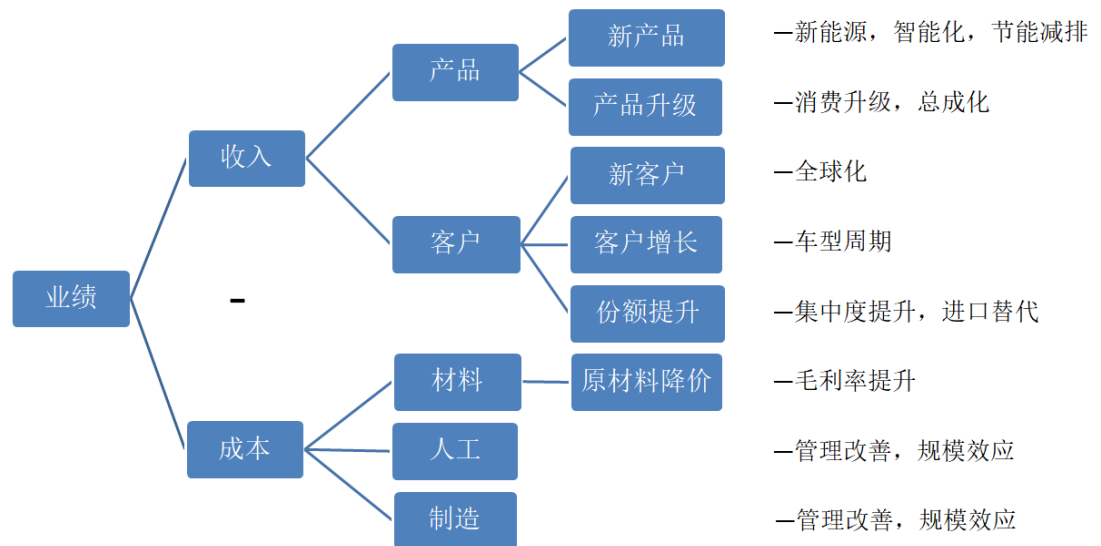 新产品
—新能源，智能化，节能减排
产品
产品升级
—消费升级，总成化
收入
新客户
—全球化
客户
客户增长
—车型周期
业绩
-
份额提升
—集中度提升，进口替代
材料
原材料降价
—毛利率提升
成本
人工
—管理改善，规模效应
制造
—管理改善，规模效应